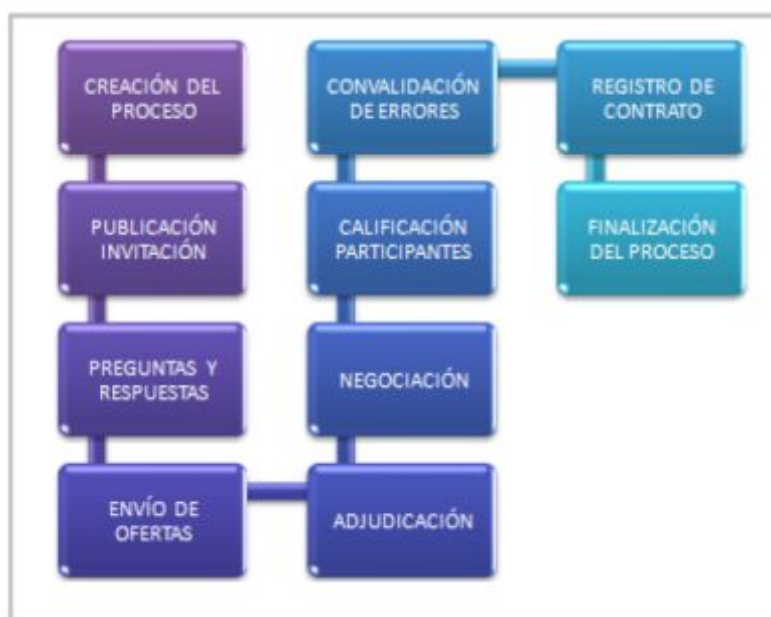 CREACIÓN DEL
PROCESO
PUBLICACIÓN
INVITACIÓN
PREGUNTAS Y
RESPUESTAS
ENVÍO DE
OFERTAS
ADJUDICACIÓN
NEGOCIACIÓN
CALIFICACIÓN
PARTICIPANTES
CONVALIDACIÓN
DE ERRORES
REGISTRO DE
CONTRATO
FINALIZACIÓN
DEL PROCESO